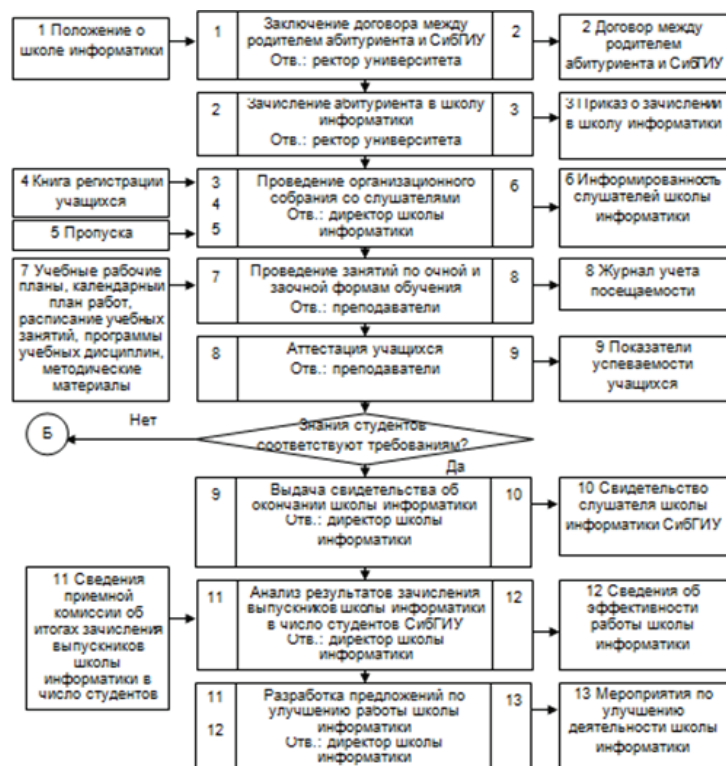 1 Положение о
школе информатики
1
Заключение договора между
родителем абитуриента и СибГИУ
Отв.: ректор университета
2
2 Договор между
родителем
абитуриента и СибГИУ
2
Зачисление абитуриента в школу
информатики
Отв.: ректор университета
3
3 Приказ о зачислении
в школу информатики
4 Книга регистрации
учащихся
5 Пропуска
3
4
5
Проведение организационного
собрания со слушателями
Отв.: директор школы
информатики
6
6 Информированность
слушателей школы
информатики
7 Учебные рабочие
планы, календарный
план работ,
расписание учебных
занятий, программы
учебных дисциплин,
методические
материалы
7
Проведение занятий по очной и
заочной формам обучения
Отв.: преподаватели
8
8 Журнал учета
посещаемости
8
Аттестация учащихся
Отв.: преподаватели
9
9 Показатели
успеваемости
учащихся
Б
Нет
Знания студентов
соответствуют требованиям?
Да
9
Выдача свидетельства об
окончании школы информатики
Отв.: директор школы
информатики
10
10 Свидетельство
слушателя школы
информатики СибГИУ
11 Сведения
приемной
комиссии об
итогах зачисления
выпускников
школы
информатики в
число студентов
11
Анализ результатов зачисления
выпускников школы информатики
в число студентов СибГИУ
Отв.: директор школы
информатики
12
12 Сведения об
эффективности
работы школы
информатики
11
12
Разработка предложений по
улучшению работы школы
информатики
Отв.: директор школы
информатики
13
13 Мероприятия по
улучшению
деятельности школы
информатики